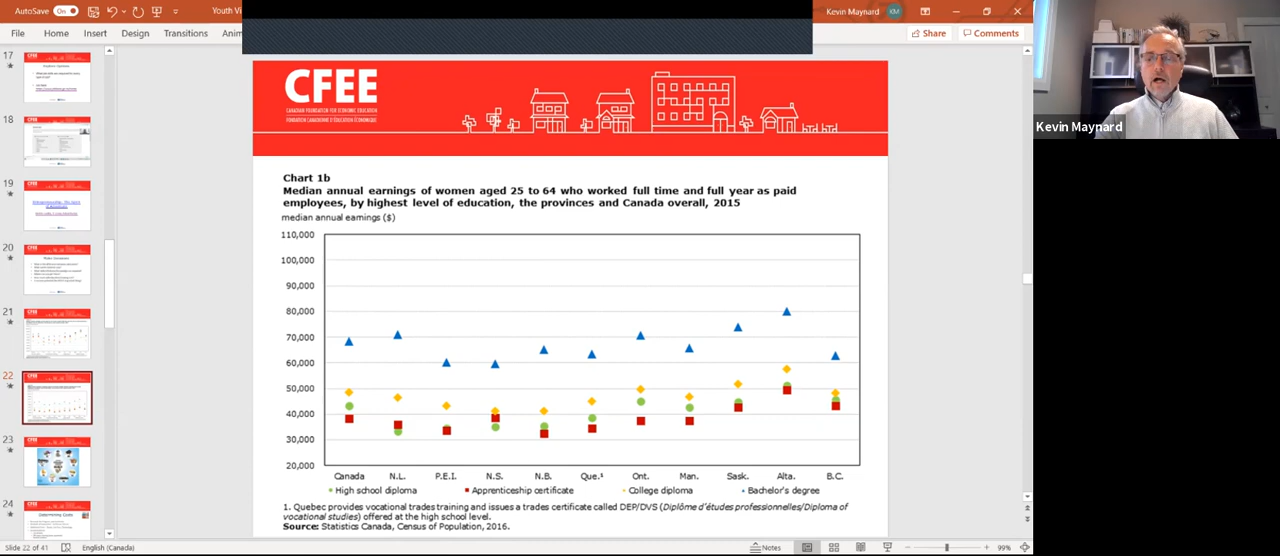 AutoSave On
Youth Vi
Kevin Maynard KM
File Home Insert Design Transitions Anim
Share Comments
17
18
19
20
21
22
23
24
CFEE
CANADIAN FOUNDATION FOR ECONOMIC EDUCATION
FONDATION CANADIENNE D'ÉDUCATION ÉCONOMIQUE
Chart 1b
Median annual earnings of women aged 25 to 64 who worked full time and full year as paid
employees, by highest level of education, the provinces and Canada overall, 2015
median annual earnings ($)
110,000
100,000
90,000
80,000
70,000
60,000
50,000
40,000
30,000
20,000
Canada N.L. P.E.I. N.S. N.B. Que.¹ Ont. Man. Sask. Alta. B.C.
High school diploma Apprenticeship certificate College diploma Bachelor's degree
1. Quebec provides vocational trades training and issues a trades certificate called DEP/DVS (Diplôme d'études professionnelles/Diploma of
vocational studies) offered at the high school level.
Source: Statistics Canada, Census of Population, 2016.
Kevin Maynard
Slide 22 of 41 English (Canada) Notes 99%